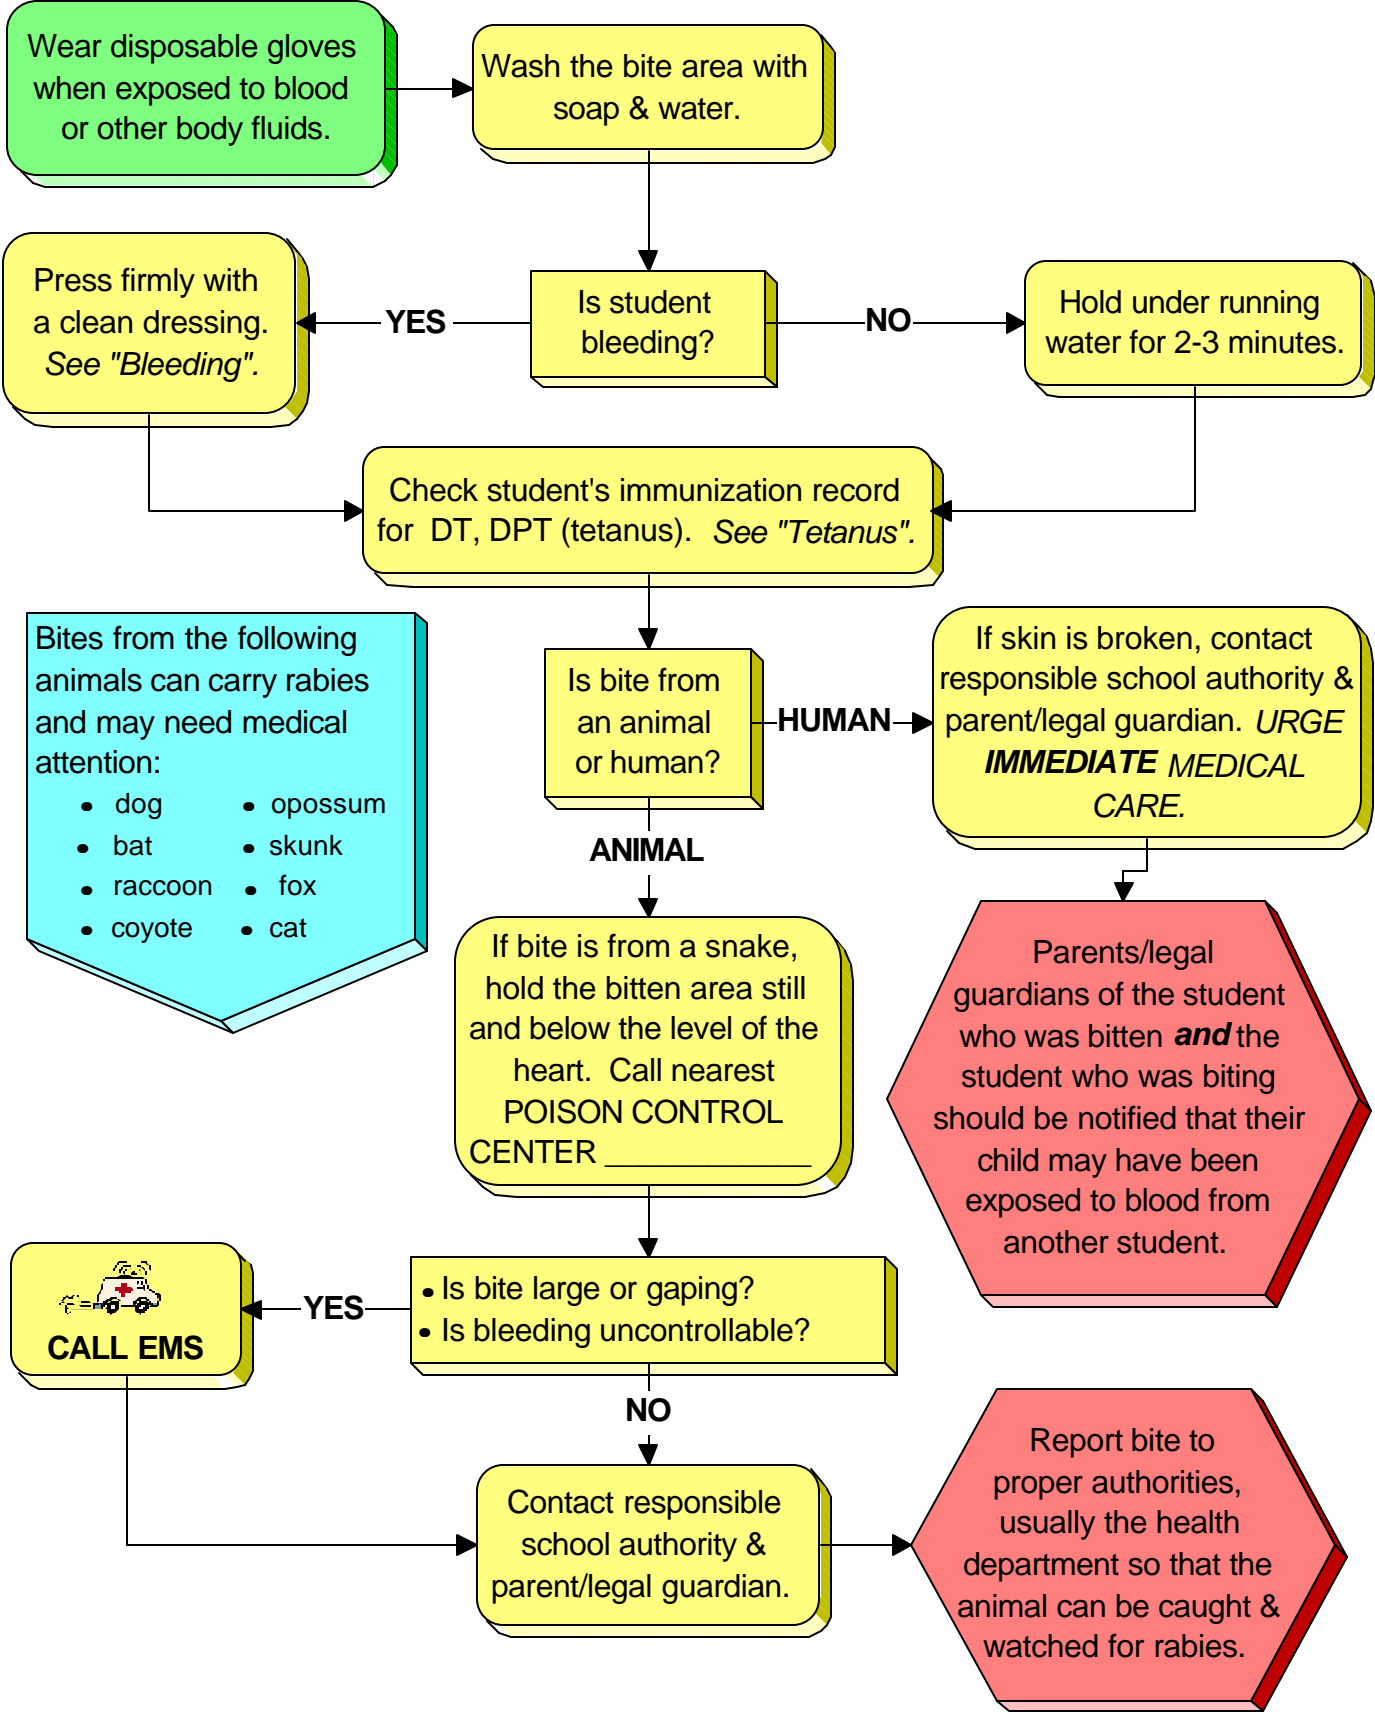 Wear disposable gloves
when exposed to blood
or other body fluids.
Wash the bite area with
soap & water.
Press firmly with
a clean dressing.
See "Bleeding".
YES
Is student
bleeding?
NO
Hold under running
water for 2-3 minutes.
Check student's immunization record
for DT, DPT (tetanus). See "Tetanus".
Bites from the following
animals can carry rabies
and may need medical
attention:
• dog • opossum
• bat • skunk
• raccoon • fox
• coyote • cat
Is bite from
an animal
or human?
HUMAN
If skin is broken, contact
responsible school authority &
parent/legal guardian. URGE
IMMEDIATE MEDICAL
CARE.
ANIMAL
If bite is from a snake,
hold the bitten area still
and below the level of the
heart. Call nearest
POISON CONTROL
CENTER ____________
Parents/legal
guardians of the student
who was bitten and the
student who was biting
should be notified that their
child may have been
exposed to blood from
another student.
CALL EMS
YES
• Is bite large or gaping?
• Is bleeding uncontrollable?
NO
Contact responsible
school authority &
parent/legal guardian.
Report bite to
proper authorities,
usually the health
department so that the
animal can be caught &
watched for rabies.